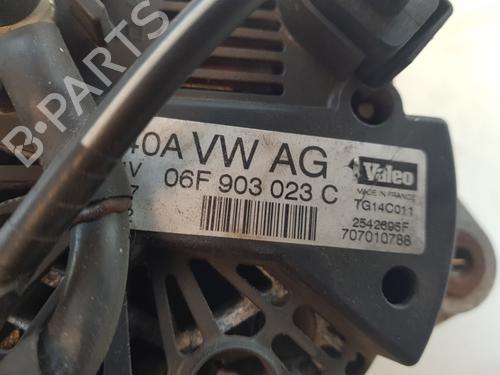 B-PARTS
40A VW AG
V 06F 903 023 C
Valeo
MADE IN FRANCE
TG14C011
2542695F
707010788